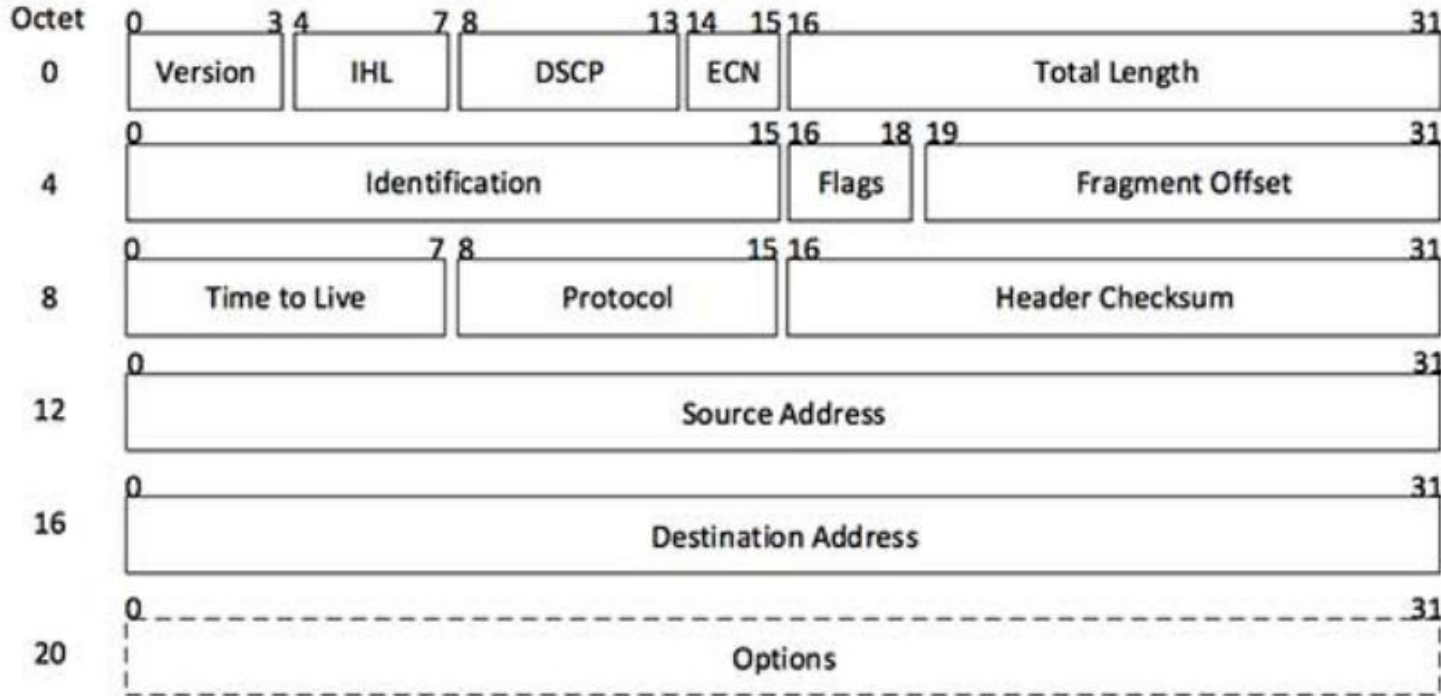 Octet 0 3 4 7 8 13 14 15 16 31
0 Version IHL DSCP ECN Total Length
0 15 16 18 19 31
4 Identification Flags Fragment Offset
0 7 8 15 16 31
8 Time to Live Protocol Header Checksum
0 31
12 Source Address
0 31
16 Destination Address
0 31
20 Options